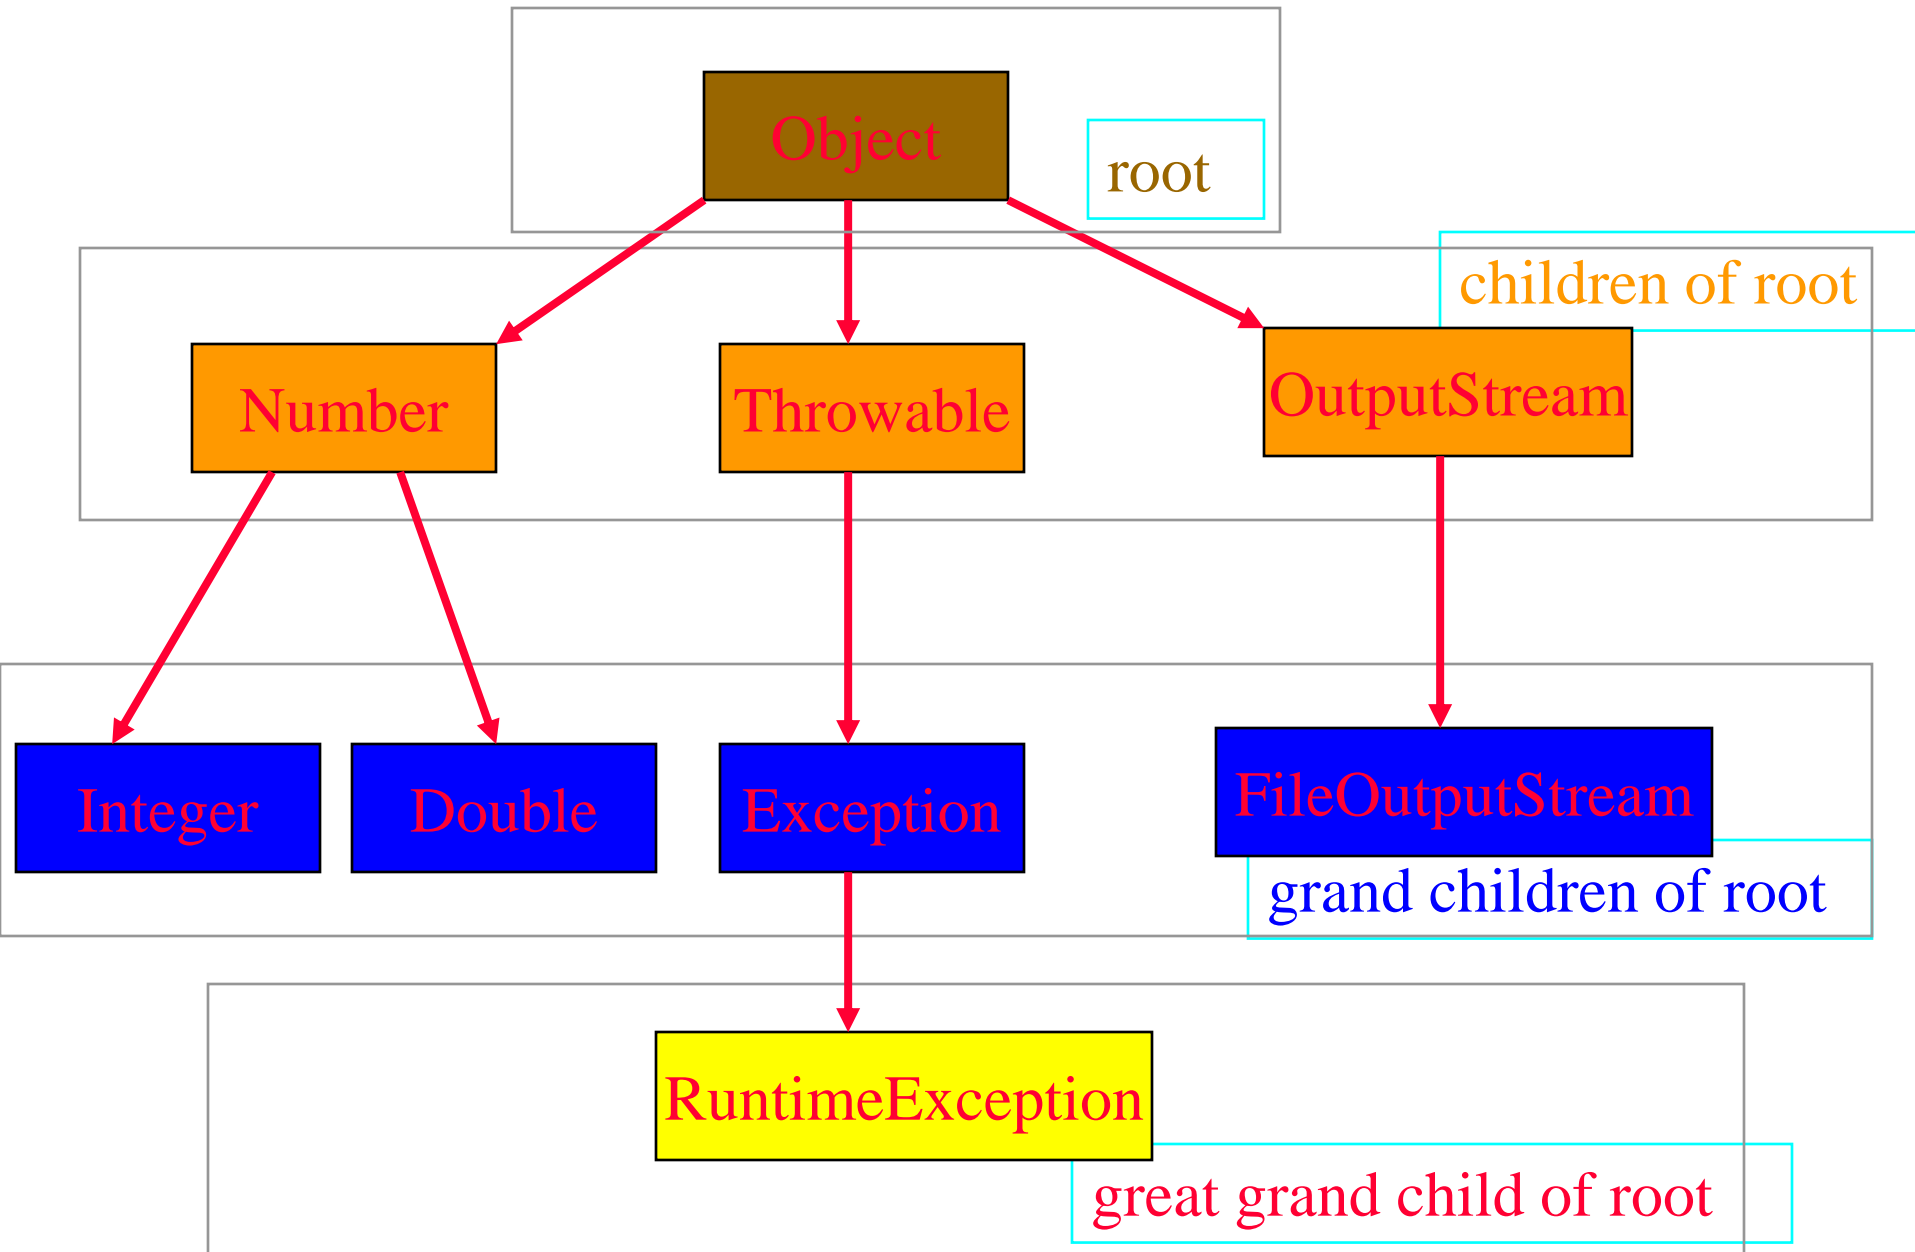 Object
root
children of root
Number
Throwable
OutputStream
Integer
Double
Exception
FileOutputStream
grand children of root
RuntimeException
great grand child of root